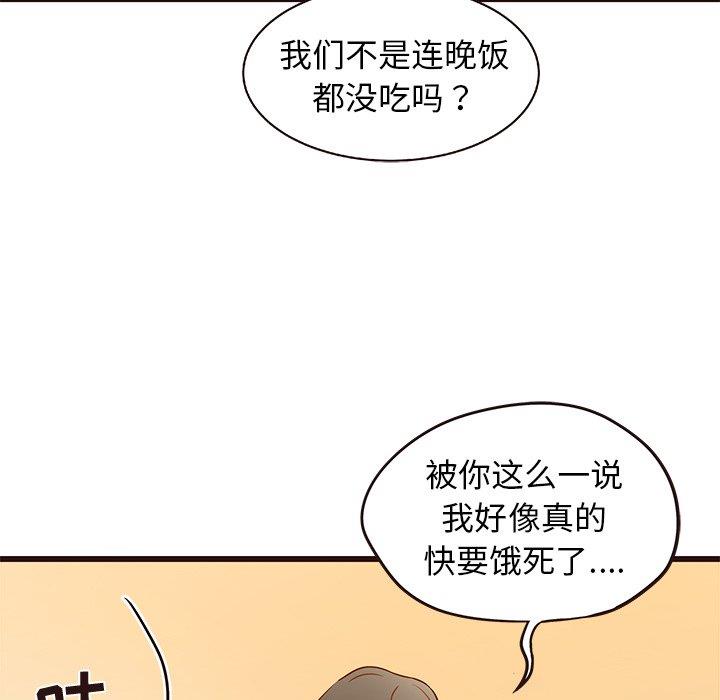 我们不是连晚饭
都没吃吗？
被你这么一说
我好像真的
快要饿死了....